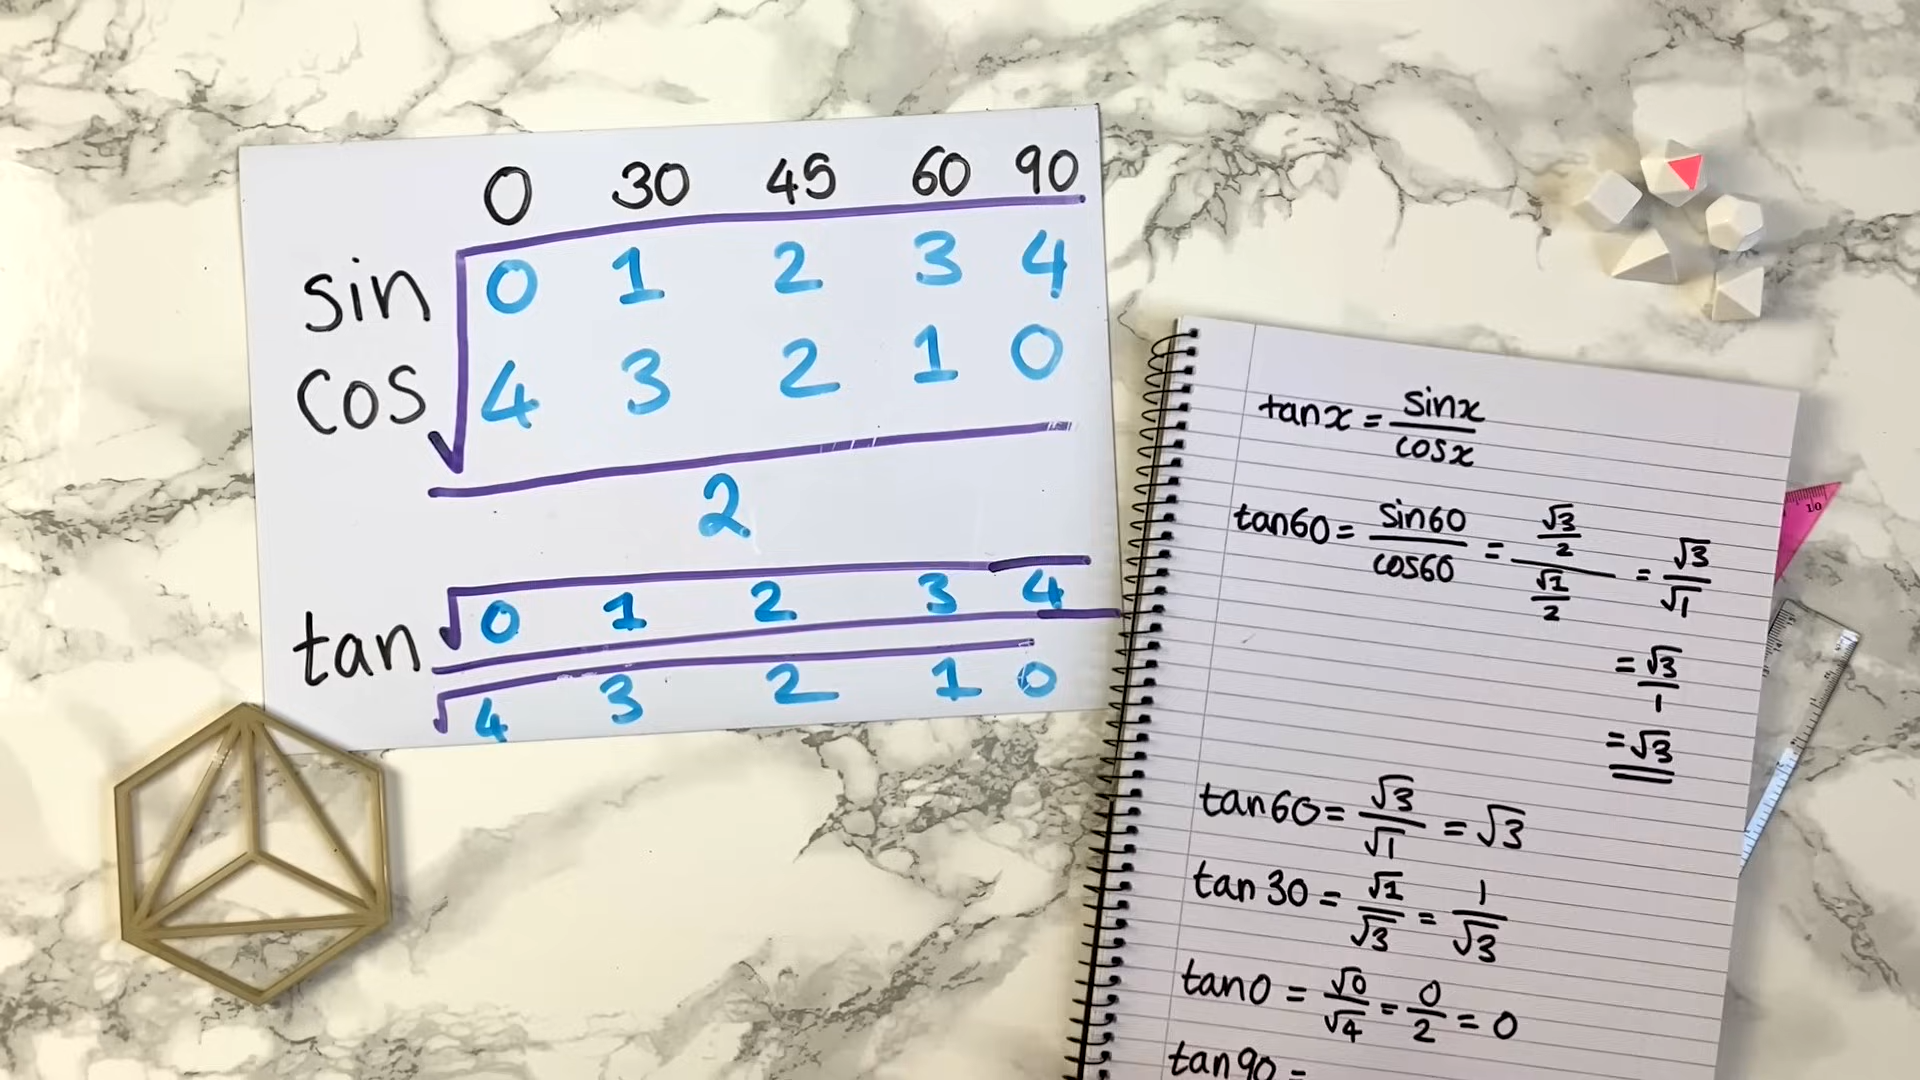 0 30 45 60 90
sin √0 1 2 3 4
cos 4 3 2 1 0
2
tan √0 1 2 3 4
√4 3 2 1 0
tanx = sinx/cosx
tan60 = sin60/cos60 = (√3/2)/(√1/2) = √3/√1
= √3/1
= √3
tan60 = √3/√1 = √3
tan30 = √1/√3 = 1/√3
tan0 = √0/√4 = 0/2 = 0
tan90 =
10